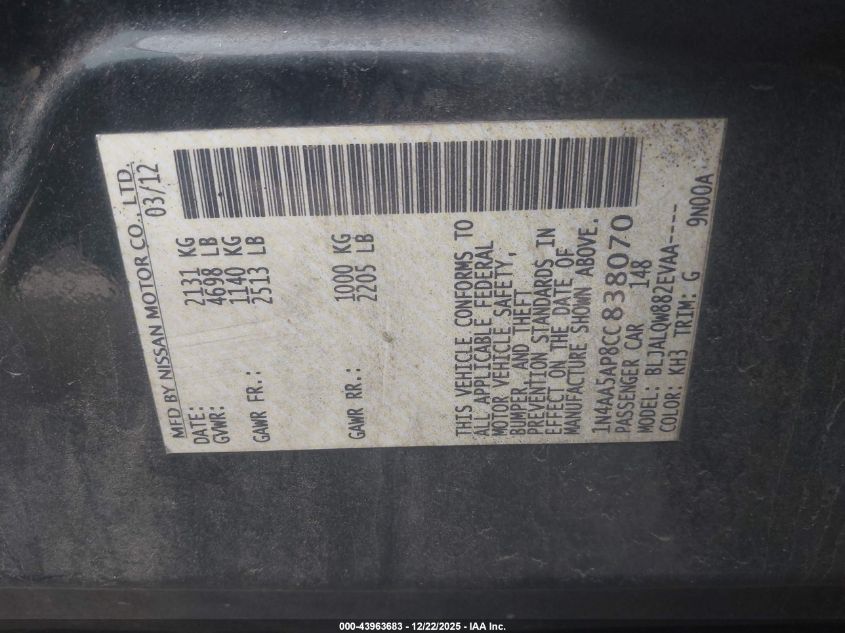 MFD BY NISSAN MOTOR CO., LTD.
DATE: 03/12
GVWR: 2131 KG
4698 LB
GAWR FR.: 1140 KG
2513 LB
GAWR RR.: 1000 KG
2205 LB
THIS VEHICLE CONFORMS TO
ALL APPLICABLE FEDERAL
MOTOR VEHICLE SAFETY,
BUMPER AND THEFT
PREVENTION STANDARDS IN
EFFECT ON THE DATE OF
MANUFACTURE SHOWN ABOVE.
1N4AA5AP8CC838070
PASSENGER CAR 148
MODEL: BLJALQW882EVAA----
COLOR: KH3 TRIM: G 9N00A
000-43963683 - 12/22/2025 - IAA Inc.